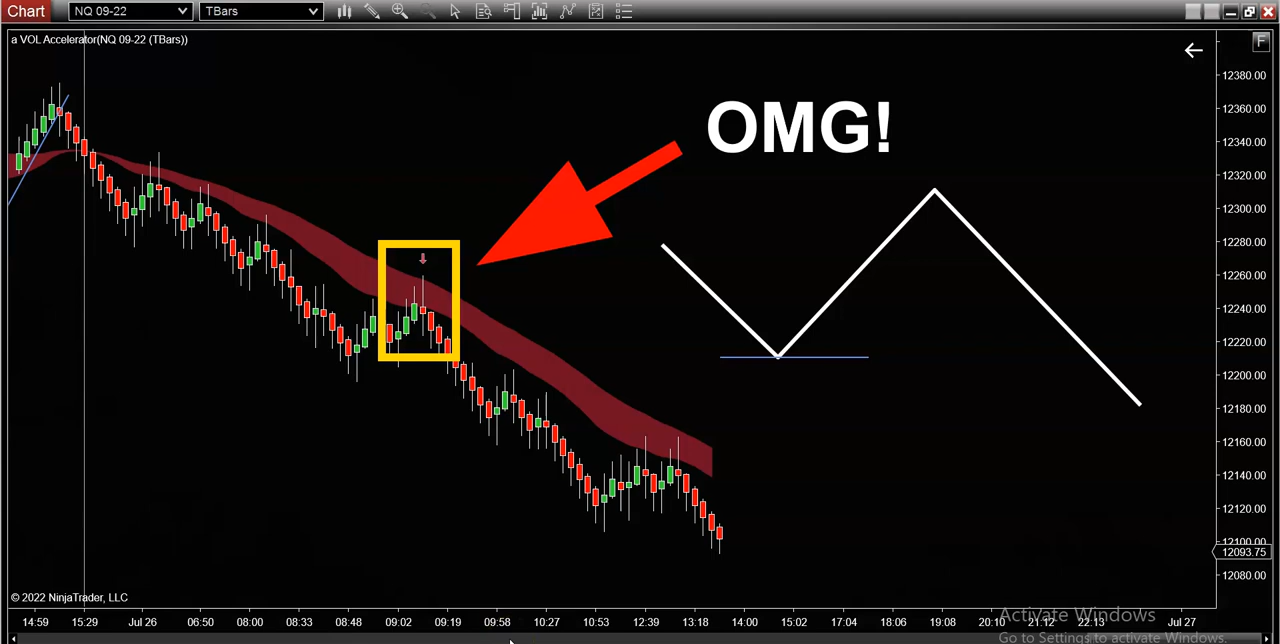 Chart NQ 09-22 TBars
a VOL Accelerator(NQ 09-22 (TBars))
F
OMG!
12380.00
12360.00
12340.00
12320.00
12300.00
12280.00
12260.00
12240.00
12220.00
12200.00
12180.00
12160.00
12140.00
12120.00
12100.00
12093.75
12080.00
© 2022 NinjaTrader, LLC
14:59 15:29 Jul 26 06:50 08:00 08:33 08:48 09:02 09:19 09:58 10:27 10:53 12:39 13:18 14:00 15:02 17:04 18:06 19:08 20:10 21:12 22:13 Jul 27
Activate Windows
Go to Settings to activate Windows.